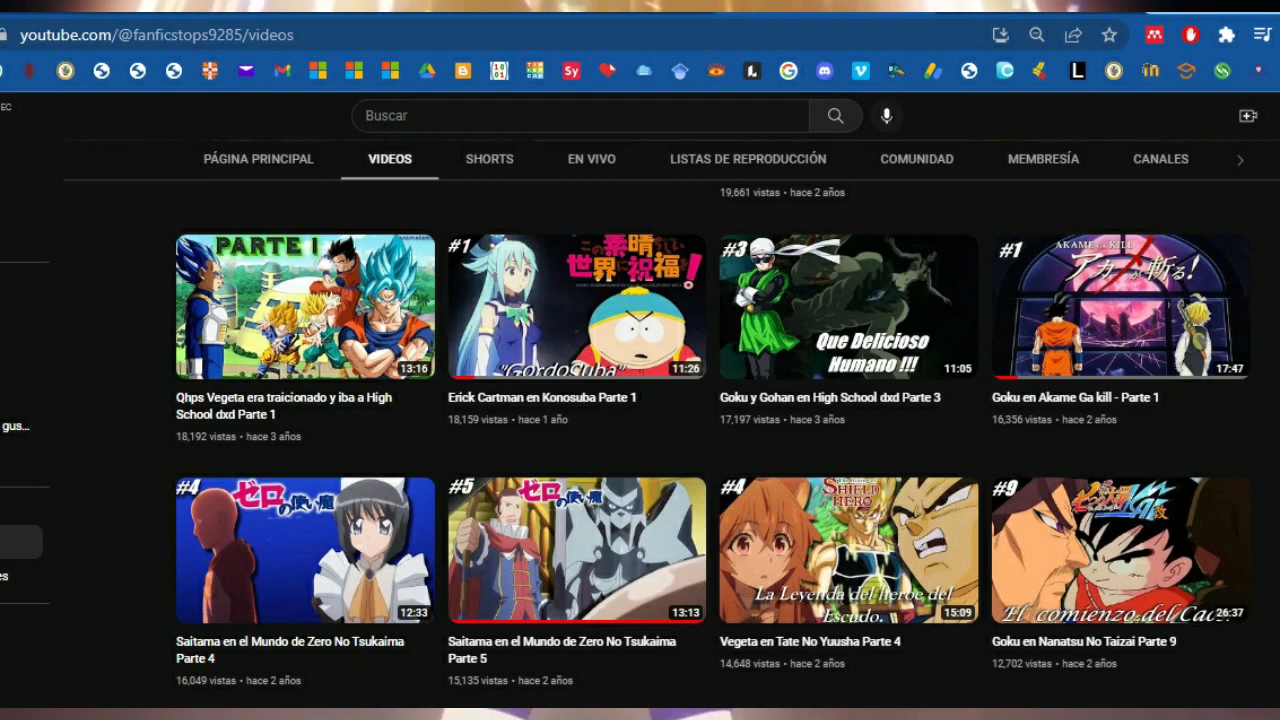 youtube.com/@fanficstops9285/videos
EC
Buscar
PÁGINA PRINCIPAL VIDEOS SHORTS EN VIVO LISTAS DE REPRODUCCIÓN COMUNIDAD MEMBRESÍA CANALES
19,661 vistas • hace 2 años
PARTE 1
13:16
#1
この素晴らしい世界に祝福を!
"GordoCuba"
11:26
#3
Que Delicioso
Humano !!!
11:05
#1
AKAME GA KILL
アカメが斬る!
17:47
Qhps Vegeta era traicionado y iba a High
School dxd Parte 1
18,192 vistas • hace 3 años
Erick Cartman en Konosuba Parte 1
18,159 vistas • hace 1 año
Goku y Gohan en High School dxd Parte 3
17,197 vistas • hace 3 años
Goku en Akame Ga kill - Parte 1
16,356 vistas • hace 2 años
gus...
#4
ゼロの使い魔
12:33
#5
ゼロの使い魔
13:13
#4
SHIELD
HERO
La Leyenda del heroe del
Escudo.
15:09
#9
El comienzo del
26:37
es
Saitama en el Mundo de Zero No Tsukaima
Parte 4
16,049 vistas • hace 2 años
Saitama en el Mundo de Zero No Tsukaima
Parte 5
15,135 vistas • hace 2 años
Vegeta en Tate No Yuusha Parte 4
14,648 vistas • hace 2 años
Goku en Nanatsu No Taizai Parte 9
12,702 vistas • hace 2 años